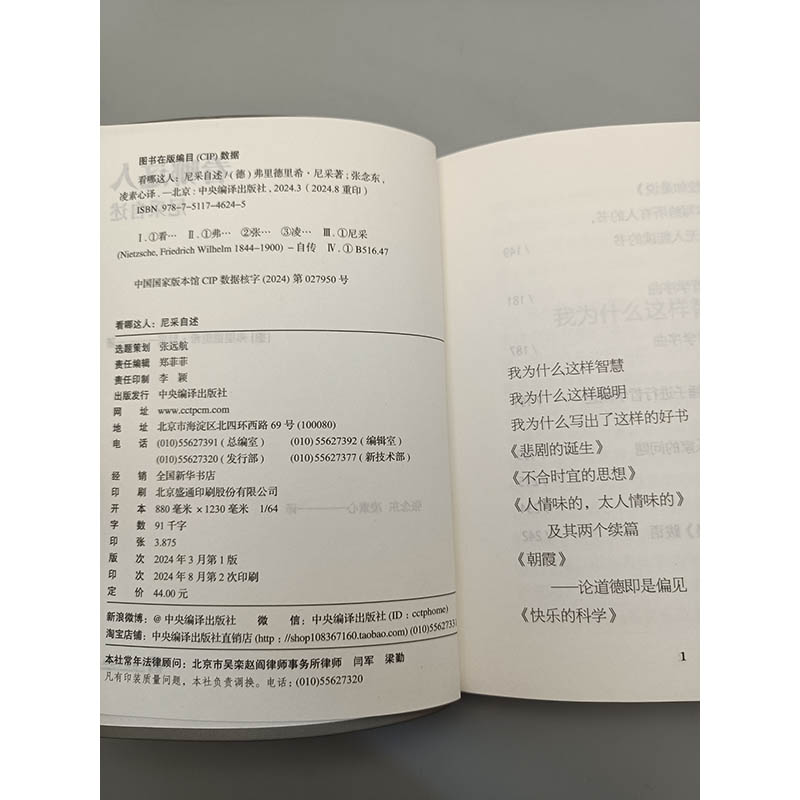 图书在版编目 (CIP) 数据
看哪这人：尼采自述 / (德) 弗里德里希·尼采著；张念东，
凌素心译. —北京：中央编译出版社，2024.3 (2024.8 重印)
ISBN 978-7-5117-4624-5
Ⅰ.①看… Ⅱ.①弗… ②张… ③凌… Ⅲ.①尼采
(Nietzsche, Friedrich Wilhelm 1844-1900) – 自传 Ⅳ.① B516.47
中国国家版本馆 CIP 数据核字 (2024) 第 027950 号
看哪这人：尼采自述
选题策划 张远航
责任编辑 郑菲菲
责任印制 李 颖
出版发行 中央编译出版社
网 址 www.cctpcm.com
地 址 北京市海淀区北四环西路 69 号 (100080)
电 话 (010)55627391 (总编室) (010)55627392 (编辑室)
(010)55627320 (发行部) (010)55627377 (新技术部)
经 销 全国新华书店
印 刷 北京盛通印刷股份有限公司
开 本 880 毫米 ×1230 毫米 1/64
字 数 91 千字
印 张 3.875
版 次 2024 年 3 月第 1 版
印 次 2024 年 8 月第 2 次印刷
定 价 44.00 元
新浪微博：@ 中央编译出版社 微 信：中央编译出版社 (ID：cctphome)
淘宝店铺：中央编译出版社直销店 (http：//shop108367160.taobao.com) (010)5562733
本社常年法律顾问：北京市吴栾赵阎律师事务所律师 闫军 梁勤
凡有印装质量问题，本社负责调换。电话：(010)55627320
我为什么这样智慧
我为什么这样聪明
我为什么写出了这样的好书
《悲剧的诞生》
《不合时宜的思想》
《人情味的，太人情味的》
及其两个续篇
《朝霞》
——论道德即是偏见
《快乐的科学》
1